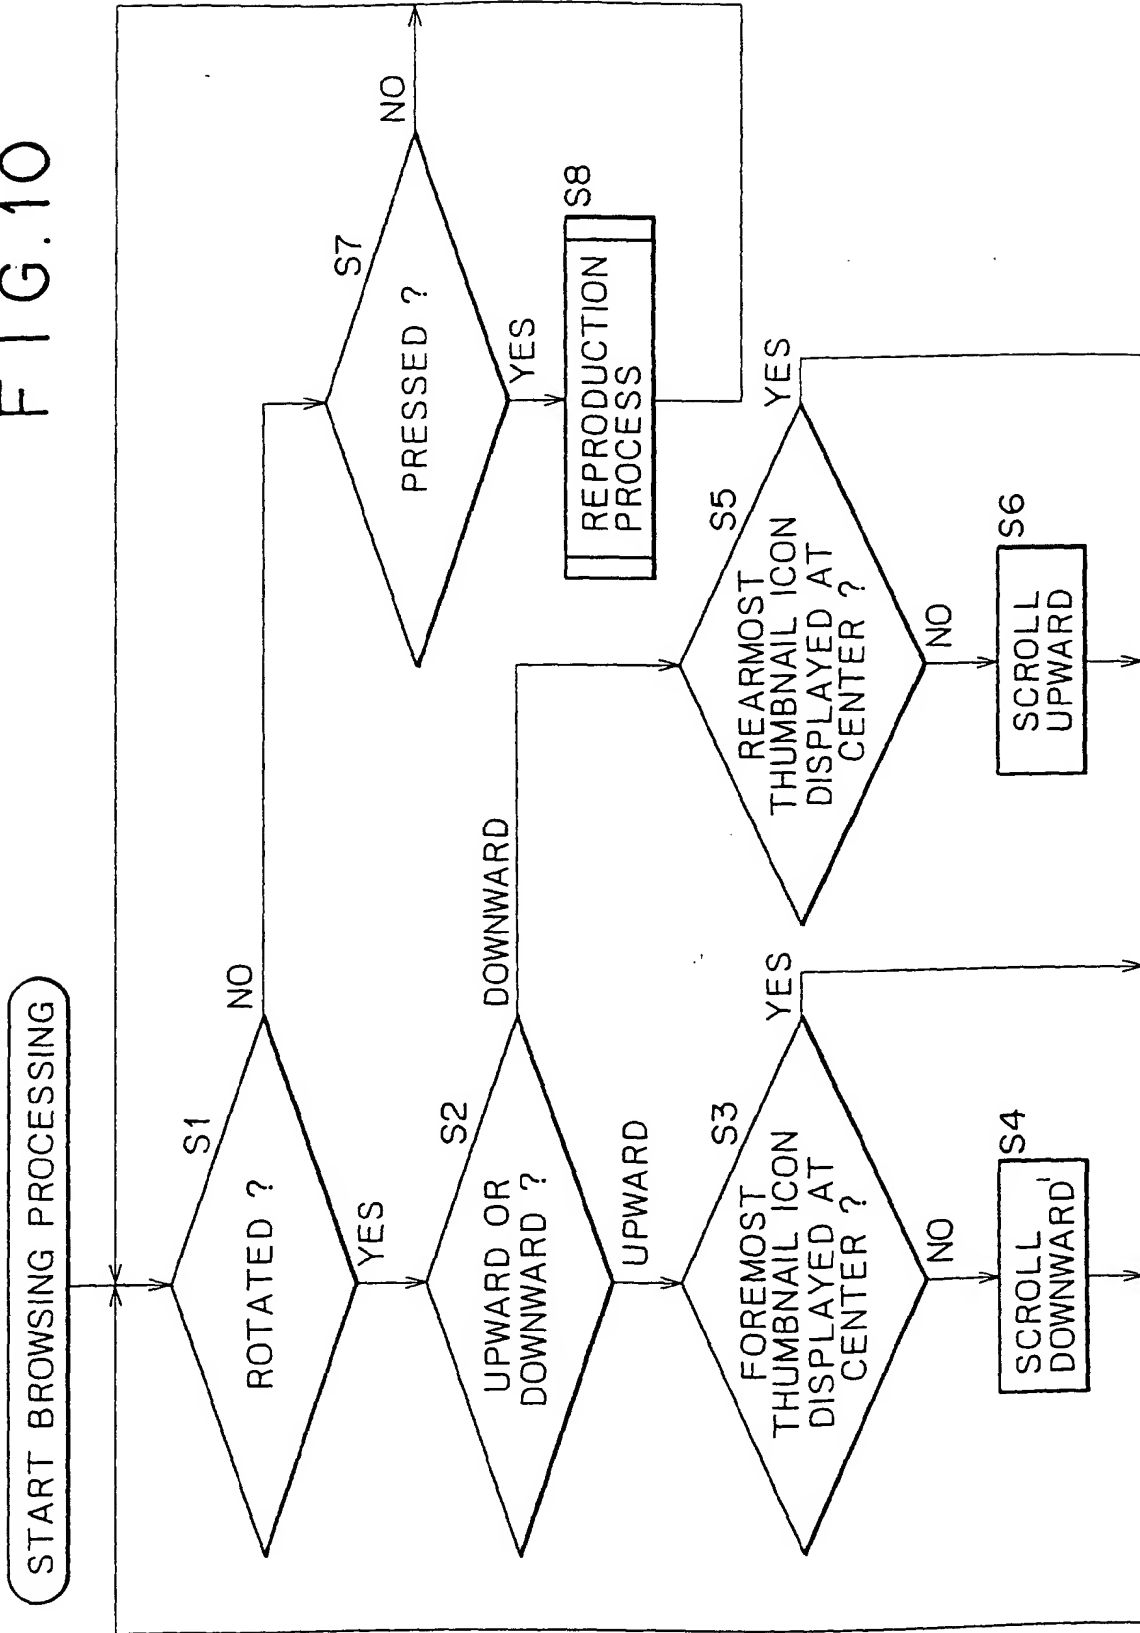 FIG.10
START BROWSING PROCESSING
S1
ROTATED ?
NO
YES
S2
UPWARD OR
DOWNWARD ?
DOWNWARD
UPWARD
S3
FOREMOST
THUMBNAIL ICON
DISPLAYED AT
CENTER ?
YES
NO
S4
SCROLL
DOWNWARD
S5
REARMOST
THUMBNAIL ICON
DISPLAYED AT
CENTER ?
YES
NO
S6
SCROLL
UPWARD
S7
PRESSED ?
NO
YES
S8
REPRODUCTION
PROCESS